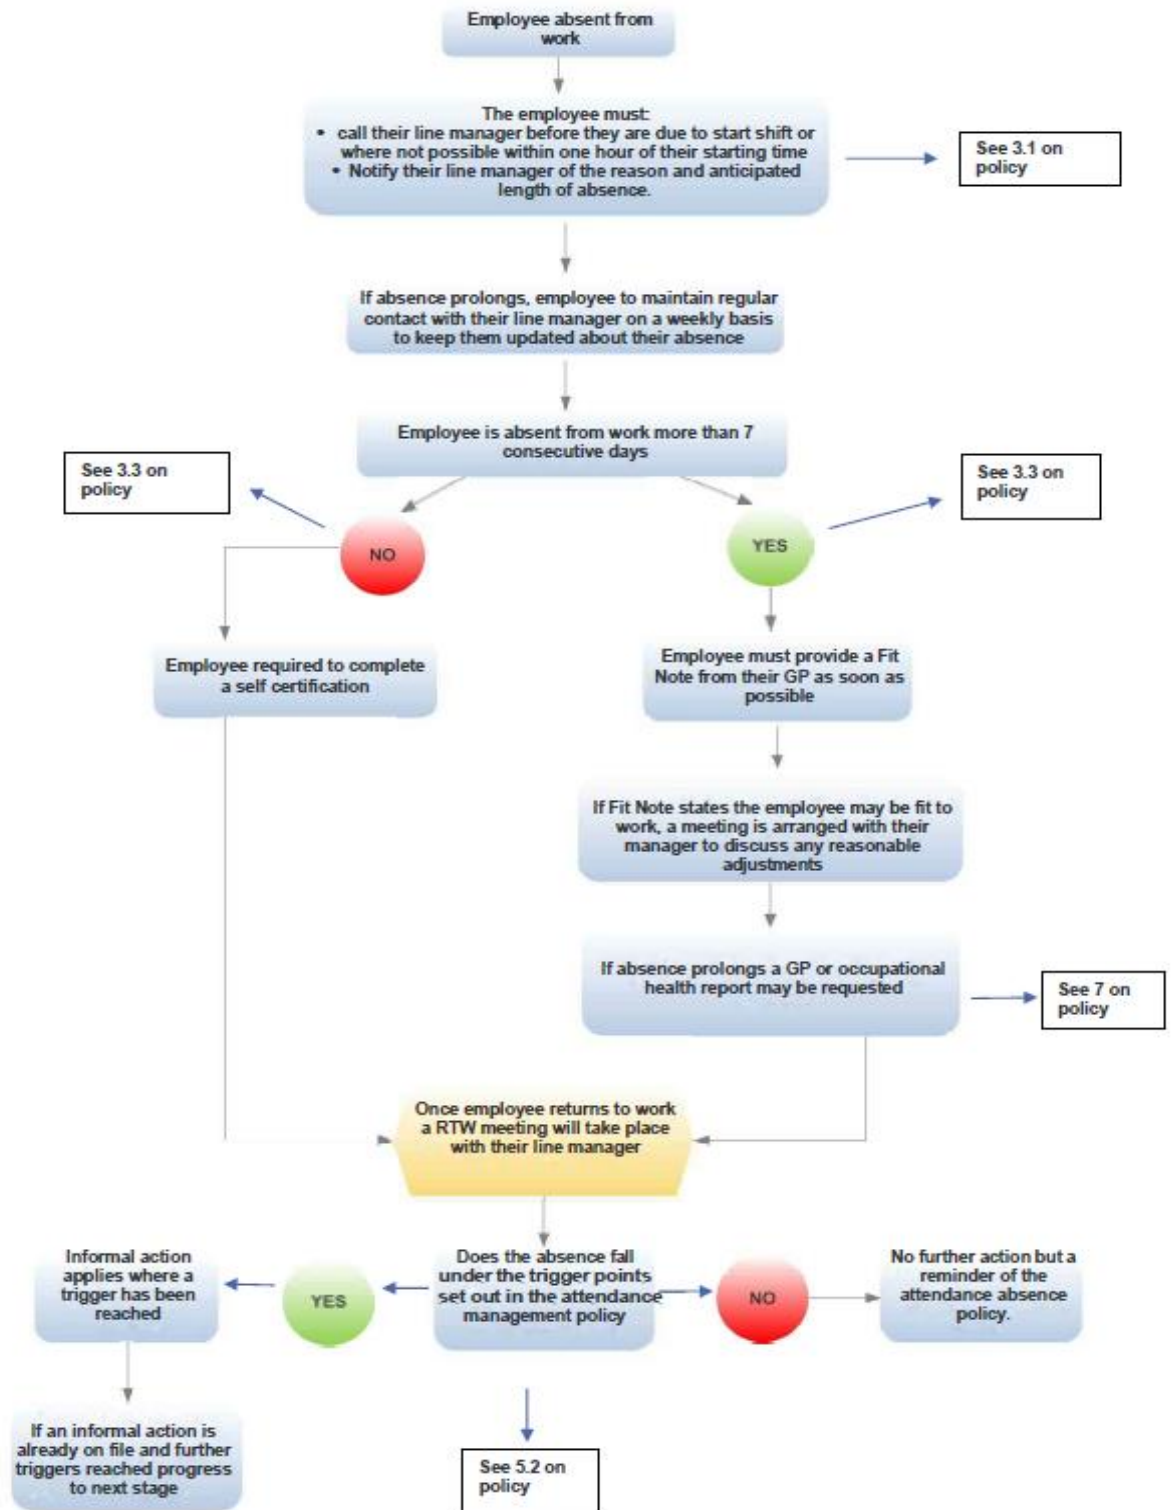 Employee absent from
work
The employee must:
• call their line manager before they are due to start shift or
where not possible within one hour of their starting time
• Notify their line manager of the reason and anticipated
length of absence.
See 3.1 on
policy
If absence prolongs, employee to maintain regular
contact with their line manager on a weekly basis
to keep them updated about their absence
Employee is absent from work more than 7
consecutive days
See 3.3 on
policy
See 3.3 on
policy
NO
YES
Employee required to complete
a self certification
Employee must provide a Fit
Note from their GP as soon as
possible
If Fit Note states the employee may be fit to
work, a meeting is arranged with their
manager to discuss any reasonable
adjustments
If absence prolongs a GP or occupational
health report may be requested
See 7 on
policy
Once employee returns to work
a RTW meeting will take place
with their line manager
Informal action
applies where a
trigger has been
reached
YES
Does the absence fall
under the trigger points
set out in the attendance
management policy
NO
No further action but a
reminder of the
attendance absence
policy.
If an informal action is
already on file and further
triggers reached progress
to next stage
See 5.2 on
policy